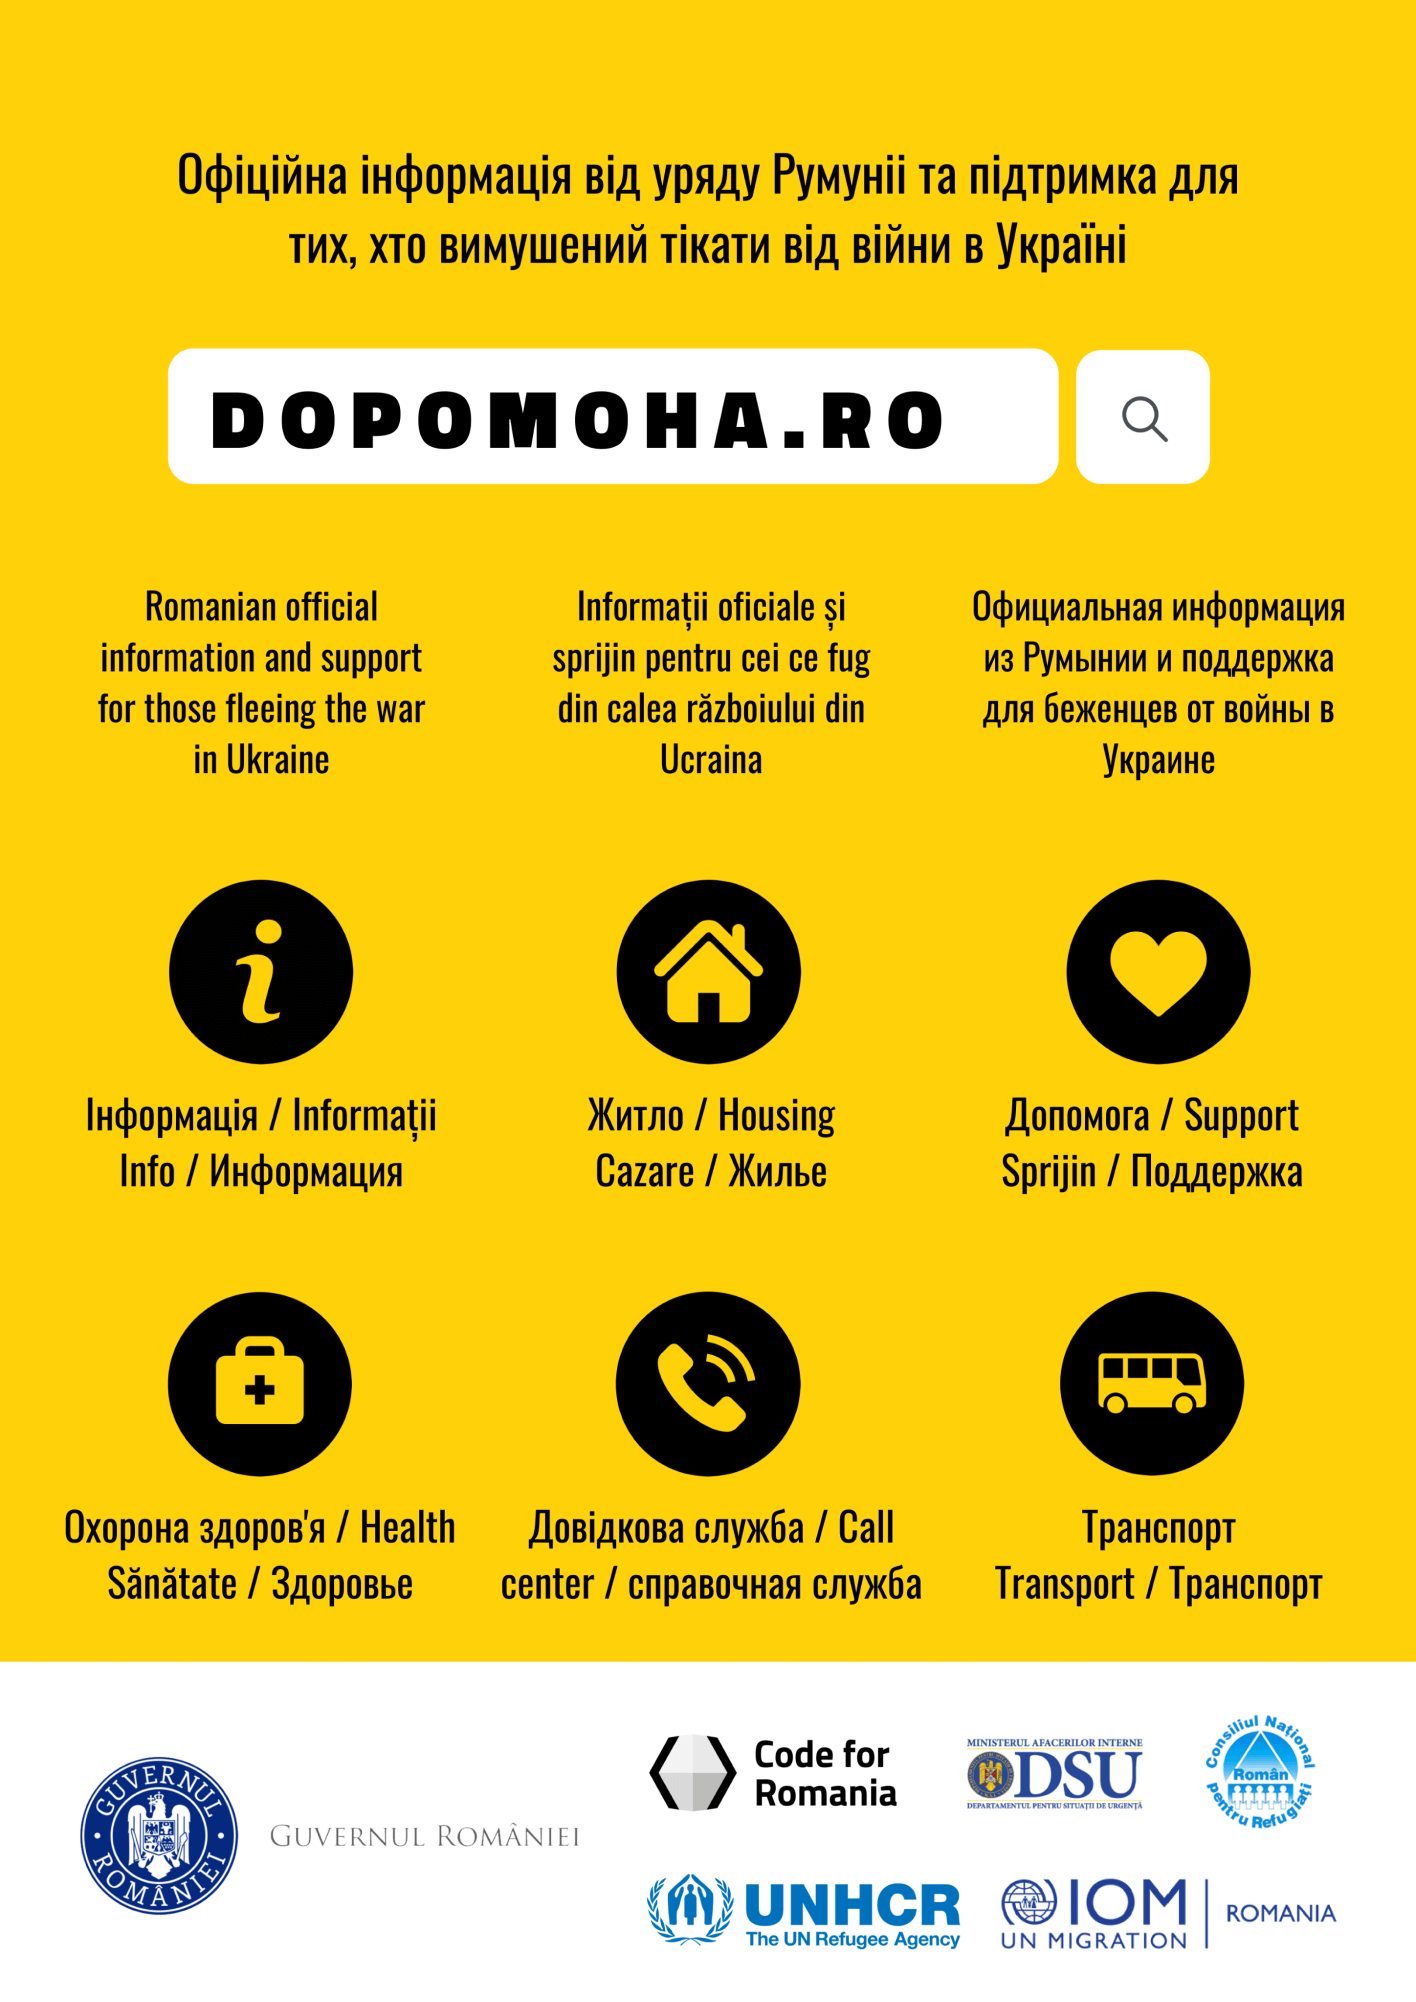 Офіційна інформація від уряду Румуніі та підтримка для
тих, хто вимушений тікати від війни в Україні
DOPOMOHA.RO
Romanian official
information and support
for those fleeing the war
in Ukraine
Informații oficiale și
sprijin pentru cei ce fug
din calea războiului din
Ucraina
Официальная информация
из Румынии и поддержка
для беженцев от войны в
Украине
Інформація / Informații
Info / Информация
Житло / Housing
Cazare / Жилье
Допомога / Support
Sprijin / Поддержка
Охорона здоров'я / Health
Sănătate / Здоровье
Довідкова служба / Call
center / справочная служба
Транспорт
Transport / Транспорт
GUVERNUL
ROMÂNIEI
GUVERNUL ROMÂNIEI
Code for
Romania
MINISTERUL AFACERILOR INTERNE
DSU
DEPARTAMENTUL PENTRU SITUAȚII DE URGENȚĂ
Consiliul Național
Român
pentru Refugiați
UNHCR
The UN Refugee Agency
IOM
UN MIGRATION
ROMANIA